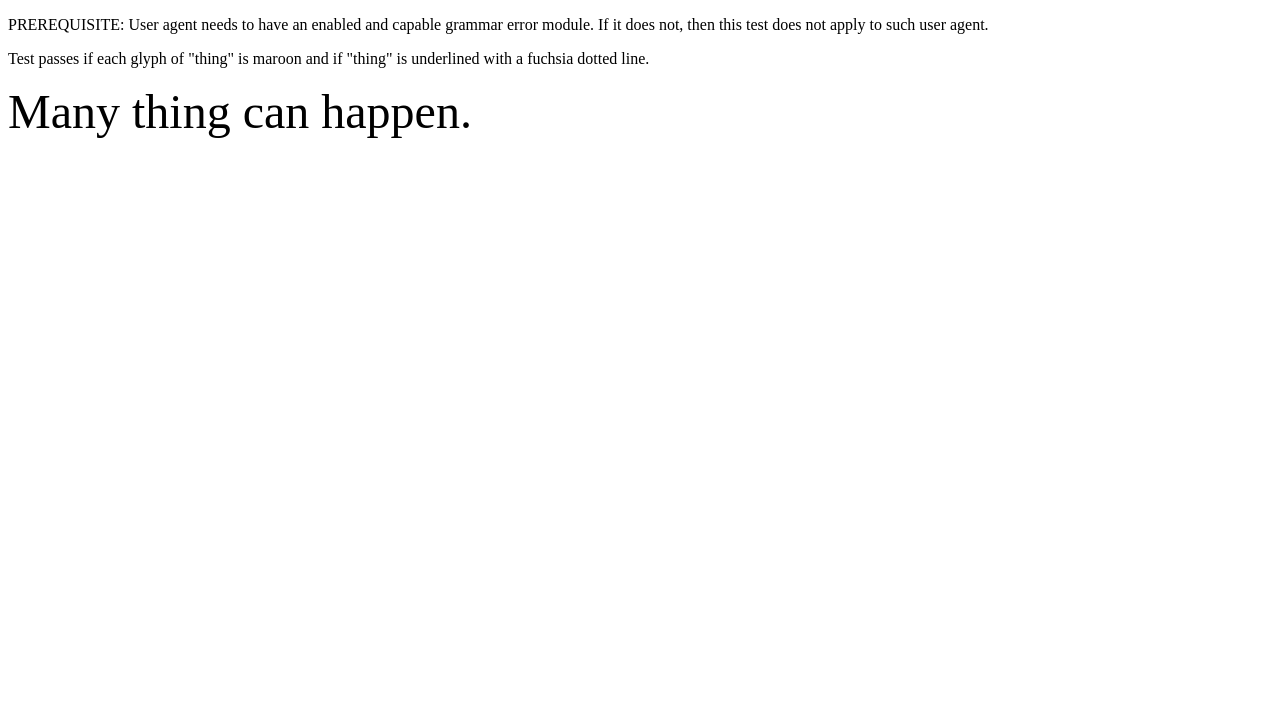 PREREQUISITE: User agent needs to have an enabled and capable grammar error module. If it does not, then this test does not apply to such user agent.
Test passes if each glyph of "thing" is maroon and if "thing" is underlined with a fuchsia dotted line.
Many thing can happen.